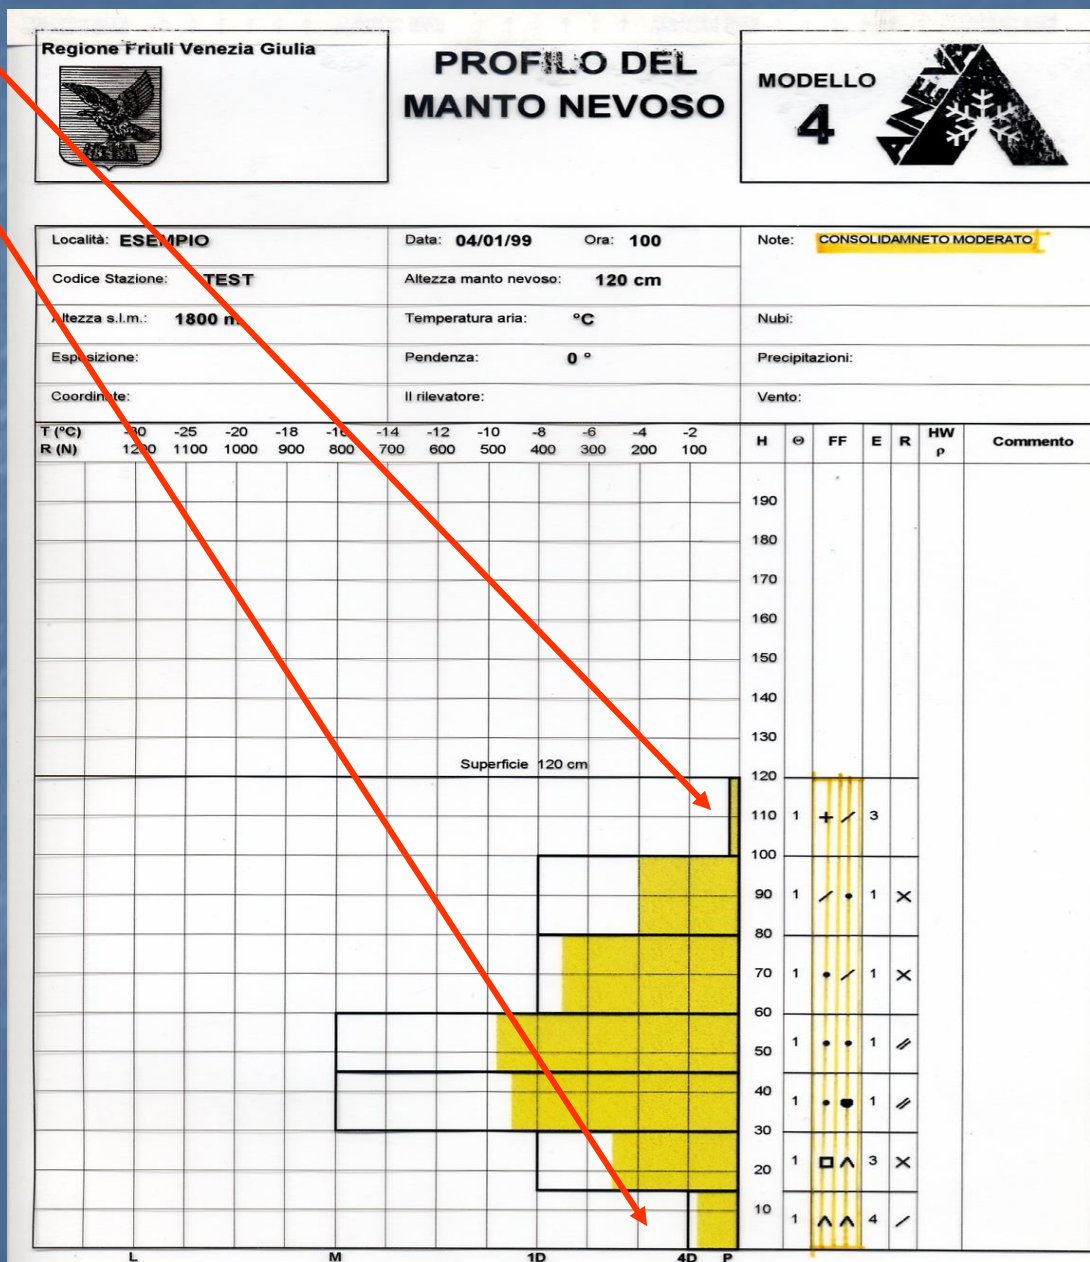 Regione Friuli Venezia Giulia
PROFILO DEL
MANTO NEVOSO
MODELLO
4
AINEVA
Località: ESEMPIO
Data: 04/01/99 Ora: 100
Note: CONSOLIDAMNETO MODERATO
Codice Stazione: TEST
Altezza manto nevoso: 120 cm
Altezza s.l.m.: 1800 m
Temperatura aria: °C
Nubi:
Esposizione:
Pendenza: 0 °
Precipitazioni:
Coordinate:
Il rilevatore:
Vento:
T (°C) -30 -25 -20 -18 -16 -14 -12 -10 -8 -6 -4 -2
R (N) 1200 1100 1000 900 800 700 600 500 400 300 200 100
H Θ FF E R HW ρ Commento
190
180
170
160
150
140
130
Superficie 120 cm
120
110 1 + / 3
100
90 1 / • 1 ×
80
70 1 • / 1 ×
60
50 1 • • 1 //
40
1 • 1 //
30
20 1 □ ∧ 3 ×
10
1 ∧ ∧ 4 /
L M 1D 4D P